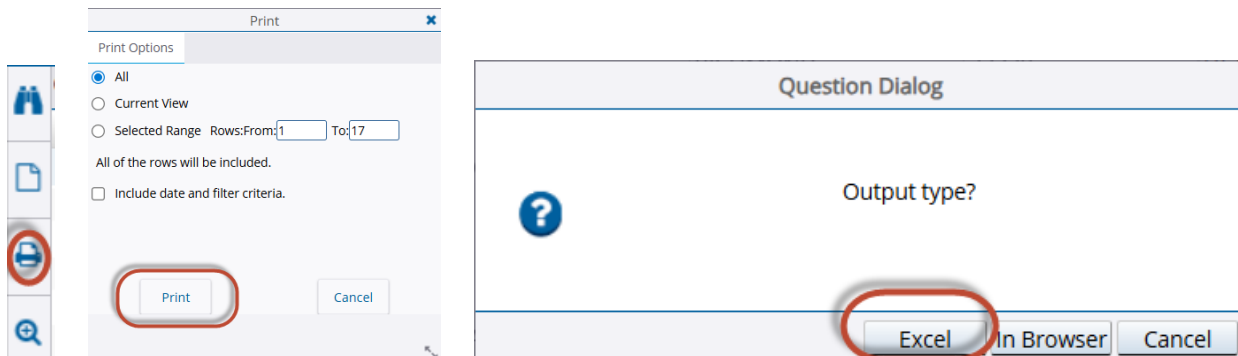 Print
Print Options
All
Current View
Selected Range Rows:From:1 To:17
All of the rows will be included.
Include date and filter criteria.
Print Cancel
Question Dialog
Output type?
Excel In Browser Cancel